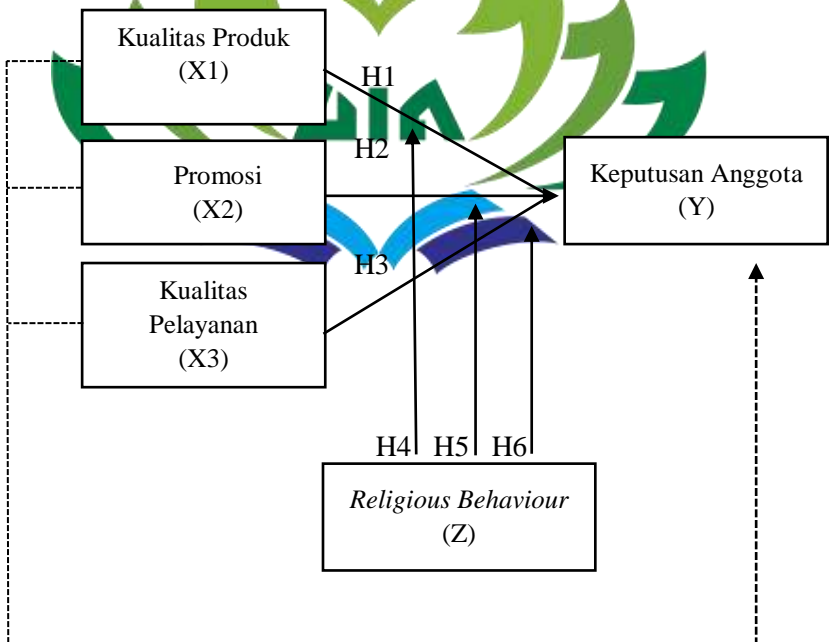 Kualitas Produk
(X1)
H1
H2
Promosi
(X2)
Keputusan Anggota
(Y)
H3
Kualitas
Pelayanan
(X3)
H4 H5 H6
Religious Behaviour
(Z)